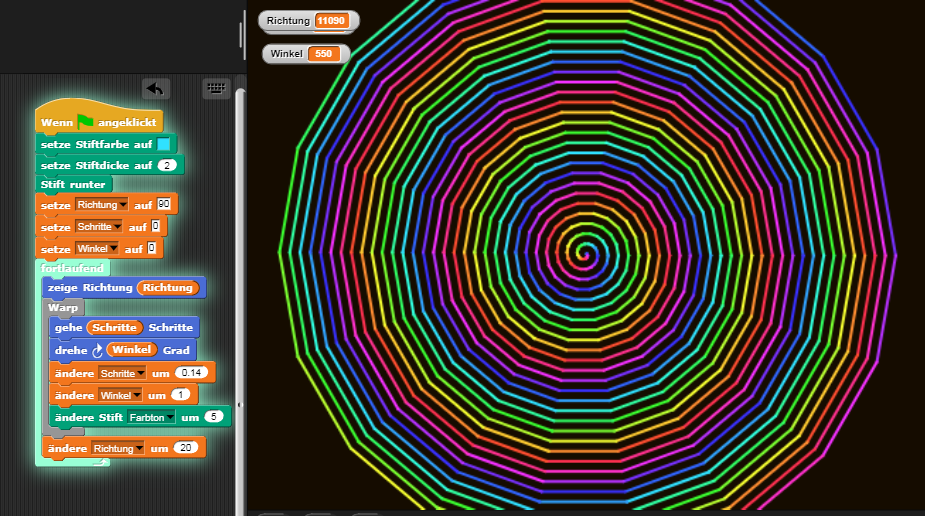 Richtung 11090
Winkel 550
Wenn angeklickt
setze Stiftfarbe auf
setze Stiftdicke auf 2
Stift runter
setze Richtung auf 90
setze Schritte auf 0
setze Winkel auf 0
fortlaufend
zeige Richtung Richtung
Warp
gehe Schritte Schritte
drehe Winkel Grad
ändere Schritte um 0.14
ändere Winkel um 1
ändere Stift Farbton um 5
ändere Richtung um 20